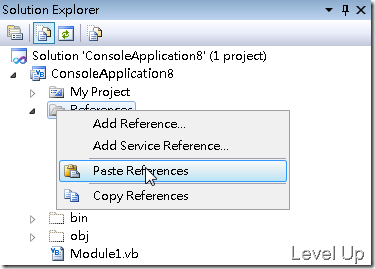 Solution Explorer
Solution 'ConsoleApplication8' (1 project)
ConsoleApplication8
My Project
References
Add Reference...
Add Service Reference...
Paste References
Copy References
bin
obj
Module1.vb
Level Up